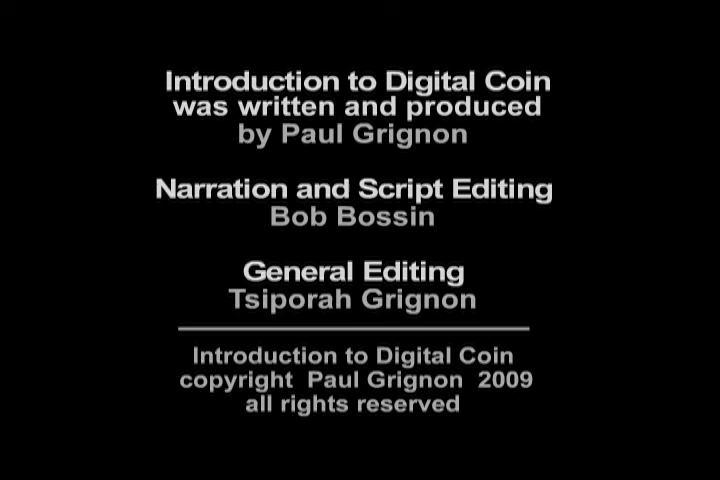 Introduction to Digital Coin
was written and produced
by Paul Grignon
Narration and Script Editing
Bob Bossin
General Editing
Tsiporah Grignon
Introduction to Digital Coin
copyright Paul Grignon 2009
all rights reserved